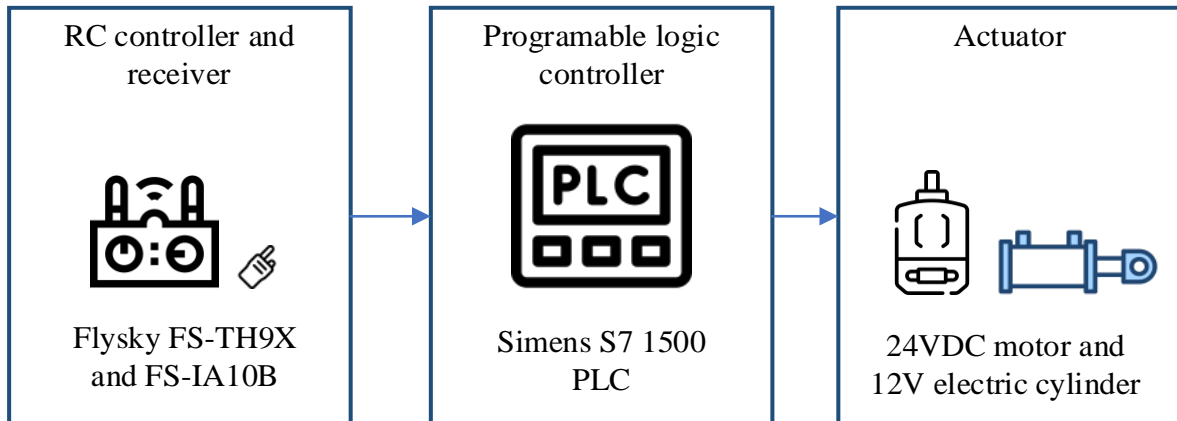 RC controller and
receiver
Flysky FS-TH9X
and FS-IA10B
Programable logic
controller
PLC
Simens S7 1500
PLC
Actuator
24VDC motor and
12V electric cylinder